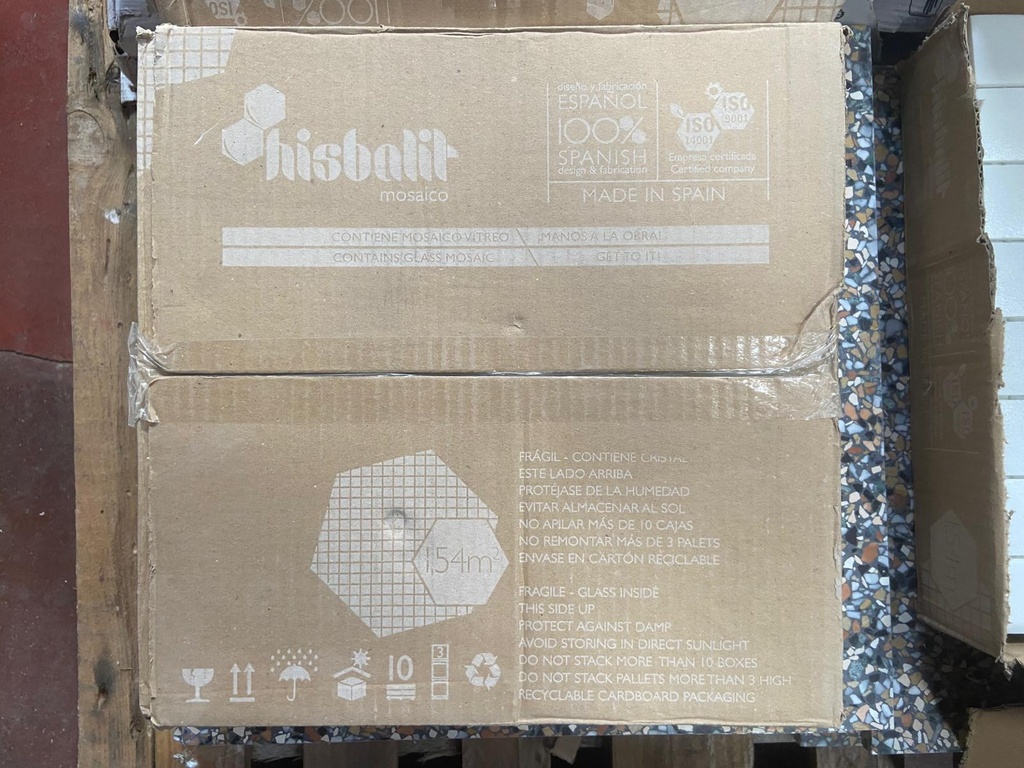 hisbalit
mosaico
diseño y fabricación
ESPAÑOL
100%
SPANISH
design & fabrication
ISO
9001
ISO
14001
Empresa certificada
Certified company
MADE IN SPAIN
CONTIENE MOSAICO VÍTREO \ MANOS A LA OBRA!
CONTAINS GLASS MOSAIC \ GET TO IT!
FRÁGIL - CONTIENE CRISTAL
ESTE LADO ARRIBA
PROTÉJASE DE LA HUMEDAD
EVITAR ALMACENAR AL SOL
NO APILAR MÁS DE 10 CAJAS
NO REMONTAR MÁS DE 3 PALETS
ENVASE EN CARTÓN RECICLABLE
1,54m²
FRAGILE - GLASS INSIDE
THIS SIDE UP
PROTECT AGAINST DAMP
AVOID STORING IN DIRECT SUNLIGHT
DO NOT STACK MORE THAN 10 BOXES
DO NOT STACK PALLETS MORE THAN 3 HIGH
RECYCLABLE CARDBOARD PACKAGING
10
3